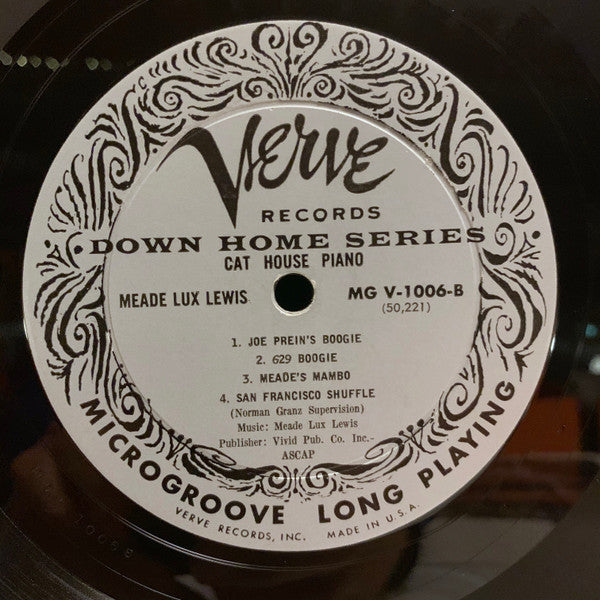 Verve
RECORDS
DOWN HOME SERIES
CAT HOUSE PIANO
MEADE LUX LEWIS MG V-1006-B
(50,221)
1. JOE PREIN'S BOOGIE
2. 629 BOOGIE
3. MEADE'S MAMBO
4. SAN FRANCISCO SHUFFLE
(Norman Granz Supervision)
Music: Meade Lux Lewis
Publisher: Vivid Pub. Co. Inc.-
ASCAP
MICROGROOVE LONG PLAYING
VERVE RECORDS, INC. MADE IN U.S.A.